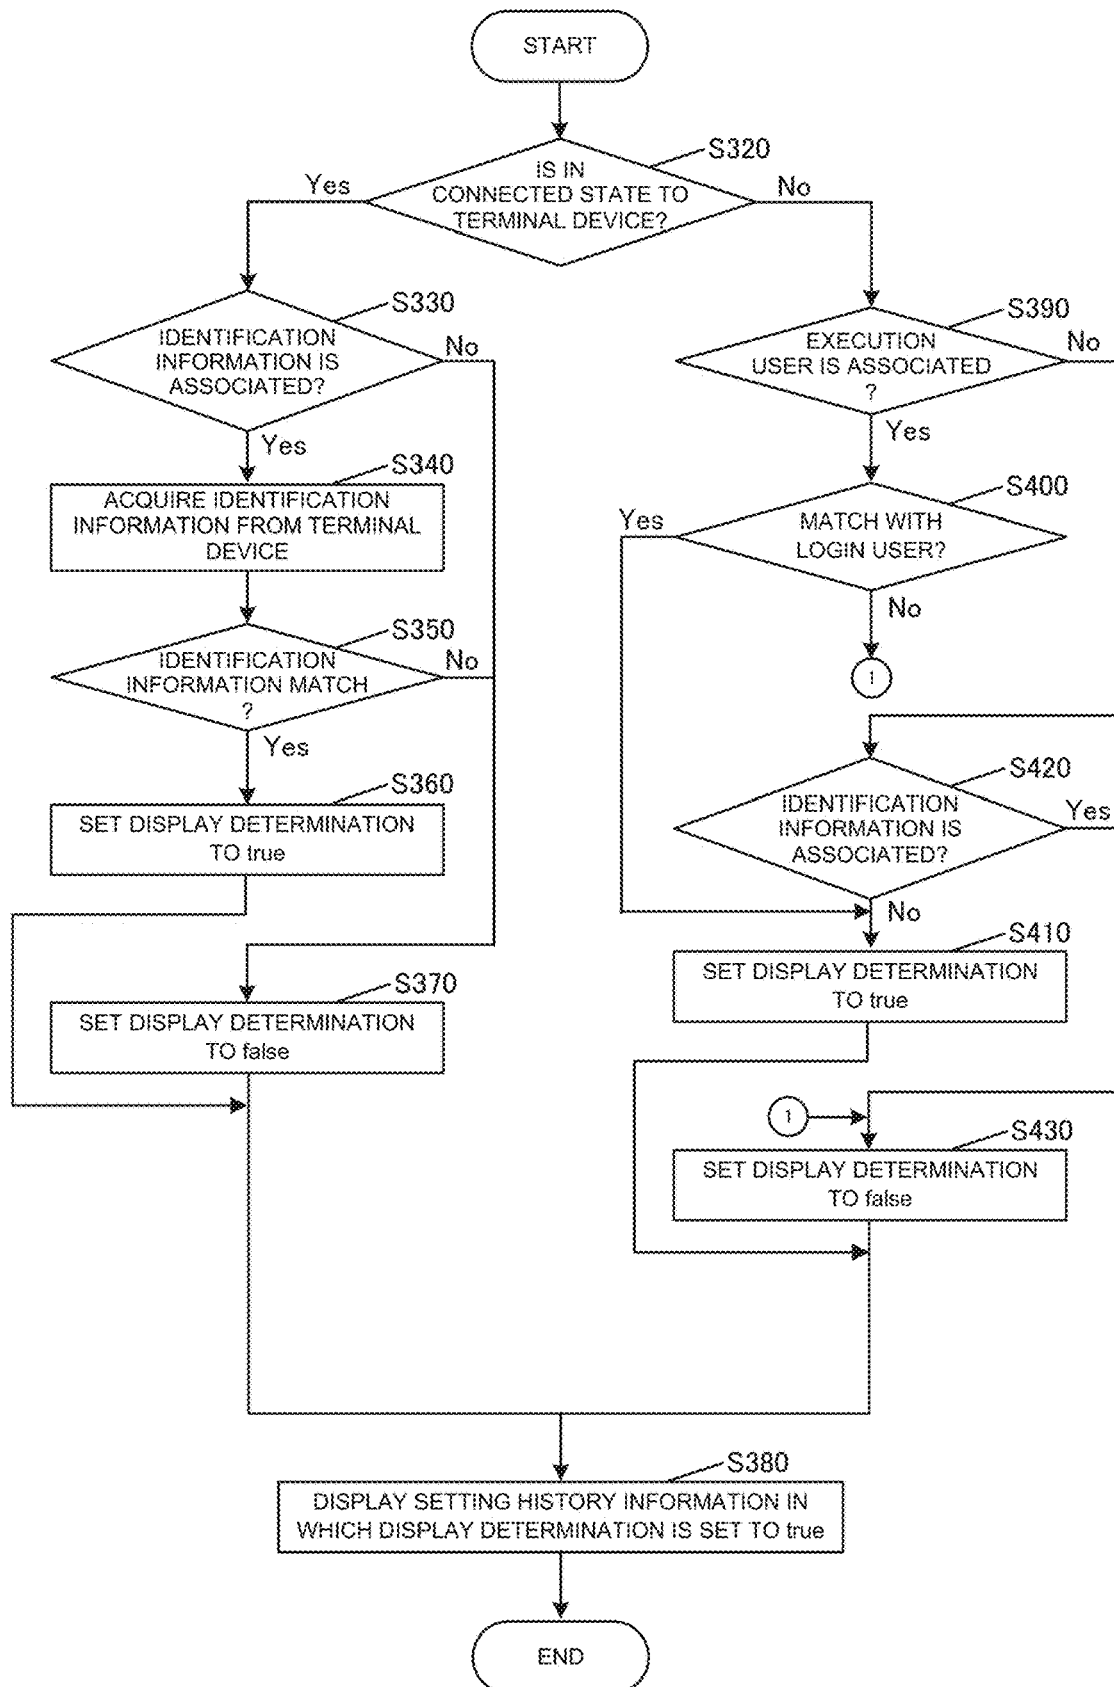 START
S320
IS IN
CONNECTED STATE TO
TERMINAL DEVICE?
Yes
No
S330
IDENTIFICATION
INFORMATION IS
ASSOCIATED?
No
Yes
S340
ACQUIRE IDENTIFICATION
INFORMATION FROM TERMINAL
DEVICE
S350
IDENTIFICATION
INFORMATION MATCH
?
No
Yes
S360
SET DISPLAY DETERMINATION
TO true
S370
SET DISPLAY DETERMINATION
TO false
S390
EXECUTION
USER IS ASSOCIATED
?
No
Yes
S400
MATCH WITH
LOGIN USER?
Yes
No
1
S420
IDENTIFICATION
INFORMATION IS
ASSOCIATED?
Yes
No
S410
SET DISPLAY DETERMINATION
TO true
1
S430
SET DISPLAY DETERMINATION
TO false
S380
DISPLAY SETTING HISTORY INFORMATION IN
WHICH DISPLAY DETERMINATION IS SET TO true
END